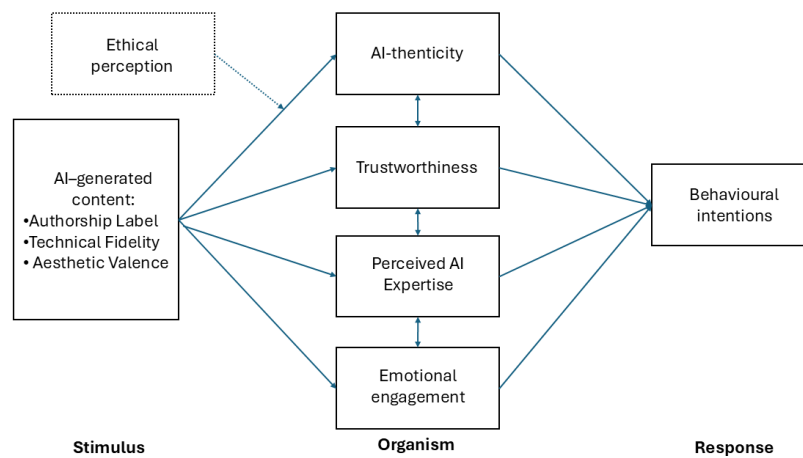 Ethical
perception
AI–generated
content:
•Authorship Label
•Technical Fidelity
• Aesthetic Valence
AI-thenticity
Trustworthiness
Perceived AI
Expertise
Emotional
engagement
Behavioural
intentions
Stimulus
Organism
Response